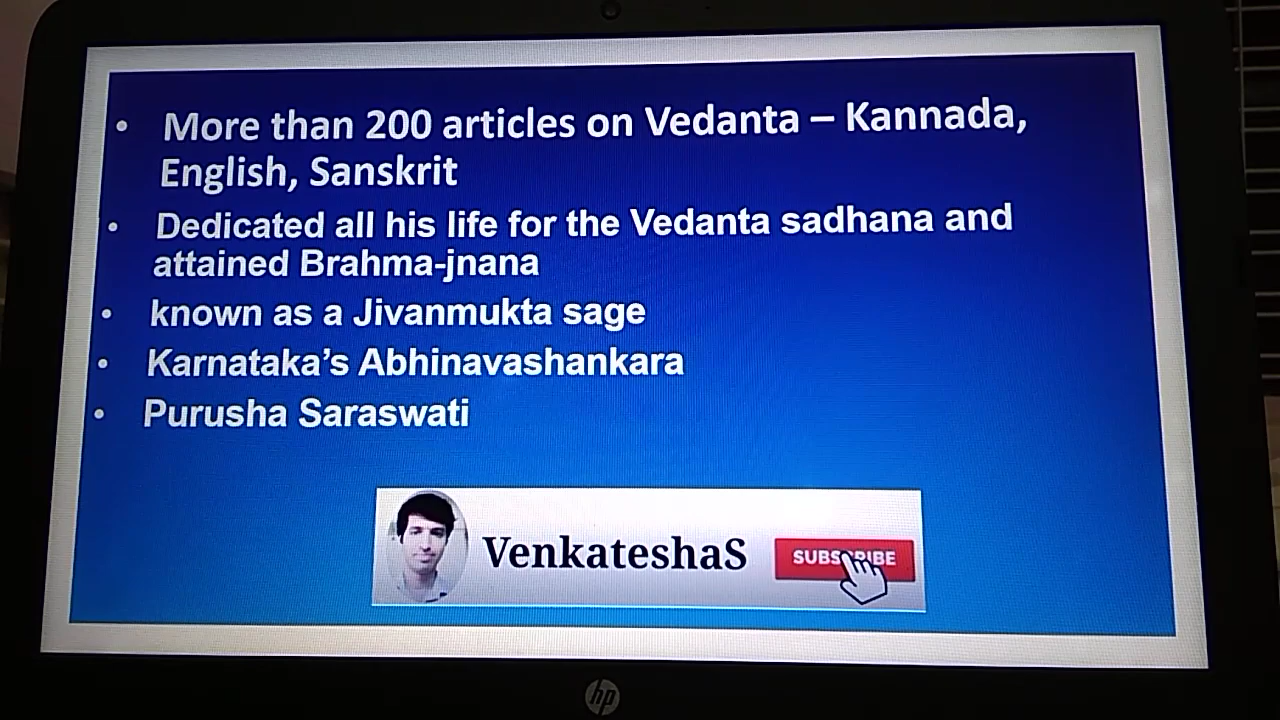 • More than 200 articles on Vedanta – Kannada,
English, Sanskrit
• Dedicated all his life for the Vedanta sadhana and
attained Brahma-jnana
• known as a Jivanmukta sage
• Karnataka’s Abhinavashankara
• Purusha Saraswati
VenkateshaS
SUBSCRIBE
hp